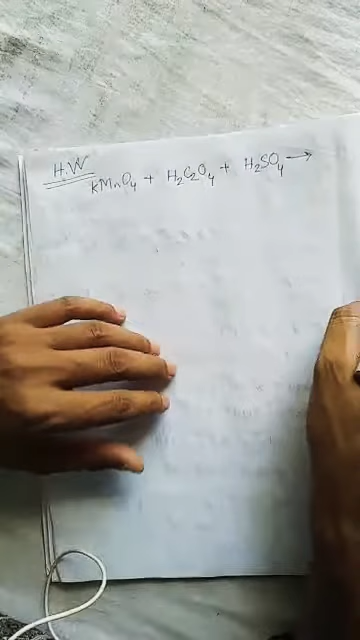 H.W
KMnO₄ + H₂C₂O₄ + H₂SO₄ →